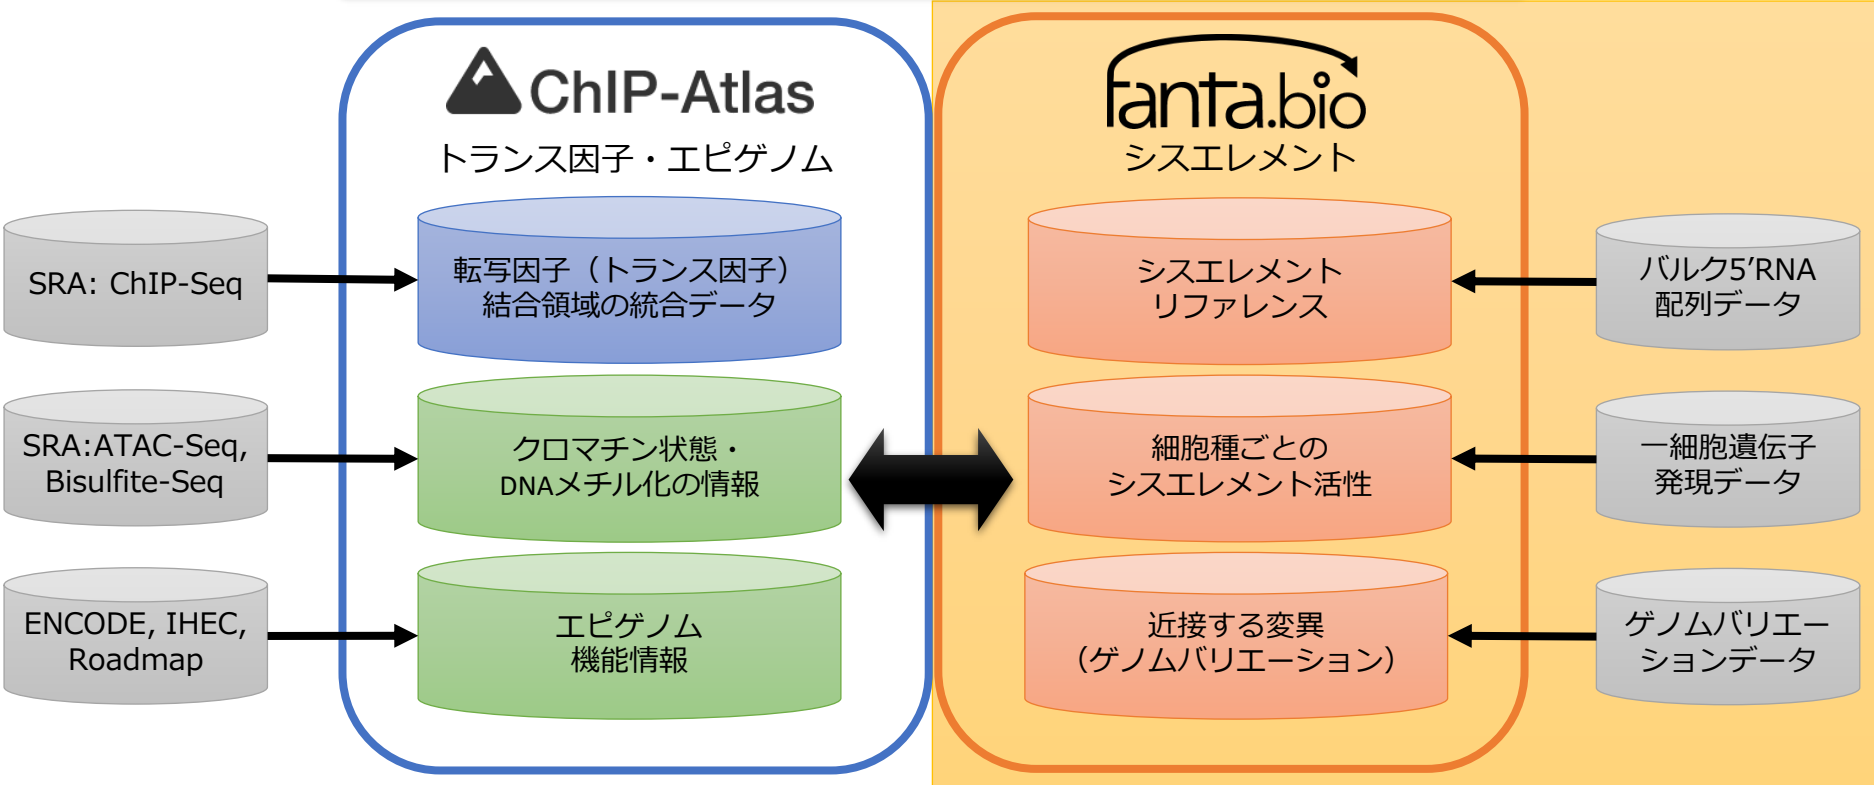 ChIP-Atlas
トランス因子・エピゲノム
SRA: ChIP-Seq
転写因子（トランス因子）
結合領域の統合データ
SRA:ATAC-Seq,
Bisulfite-Seq
クロマチン状態・
DNAメチル化の情報
ENCODE, IHEC,
Roadmap
エピゲノム
機能情報
fanta.bio
シスエレメント
シスエレメント
リファレンス
バルク5’RNA
配列データ
細胞種ごとの
シスエレメント活性
一細胞遺伝子
発現データ
近接する変異
（ゲノムバリエーション）
ゲノムバリエー
ションデータ